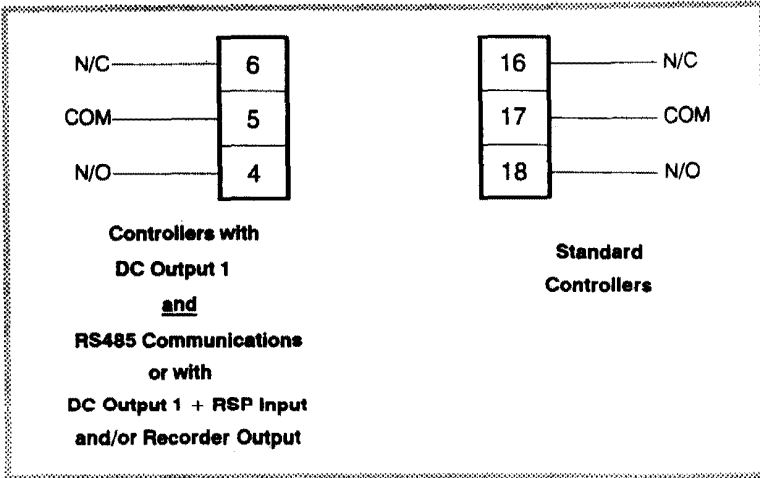 N/C 6
COM 5
N/O 4
Controllers with
DC Output 1
and
RS485 Communications
or with
DC Output 1 + RSP Input
and/or Recorder Output
16 N/C
17 COM
18 N/O
Standard
Controllers